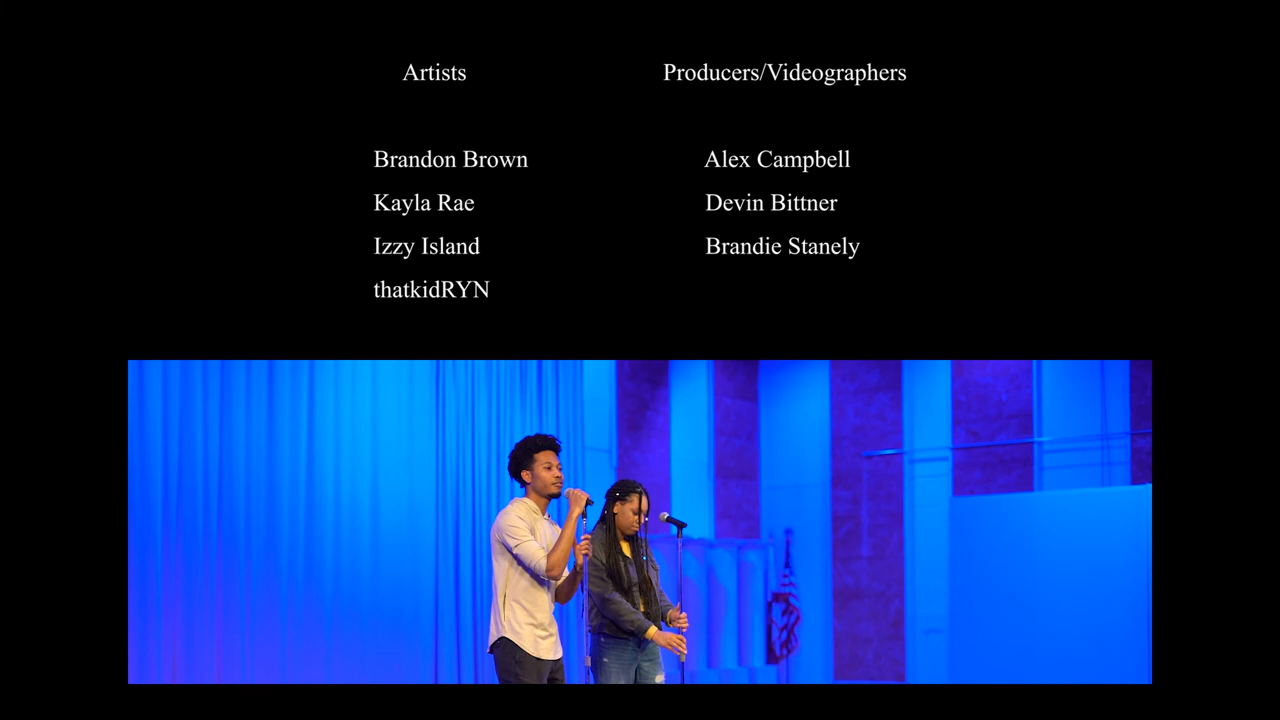 Artists
Producers/Videographers
Brandon Brown
Kayla Rae
Izzy Island
thatkidRYN
Alex Campbell
Devin Bittner
Brandie Stanely